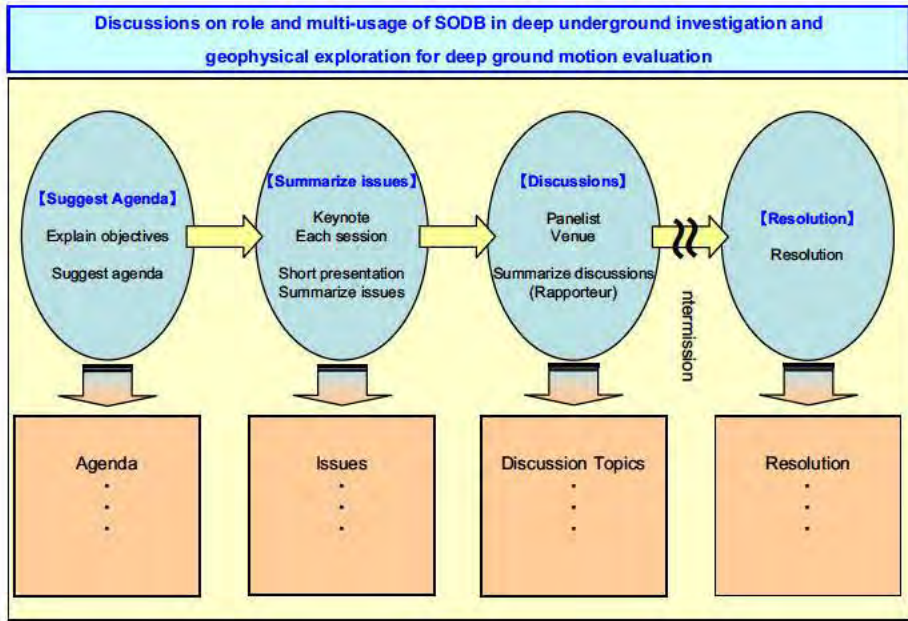 Discussions on role and multi-usage of SODB in deep underground investigation and
geophysical exploration for deep ground motion evaluation
【Suggest Agenda】
Explain objectives
Suggest agenda
【Summarize issues】
Keynote
Each session
Short presentation
Summarize issues
【Discussions】
Panelist
Venue
Summarize discussions
(Rapporteur)
ntermission
【Resolution】
Resolution
Agenda
Issues
Discussion Topics
Resolution